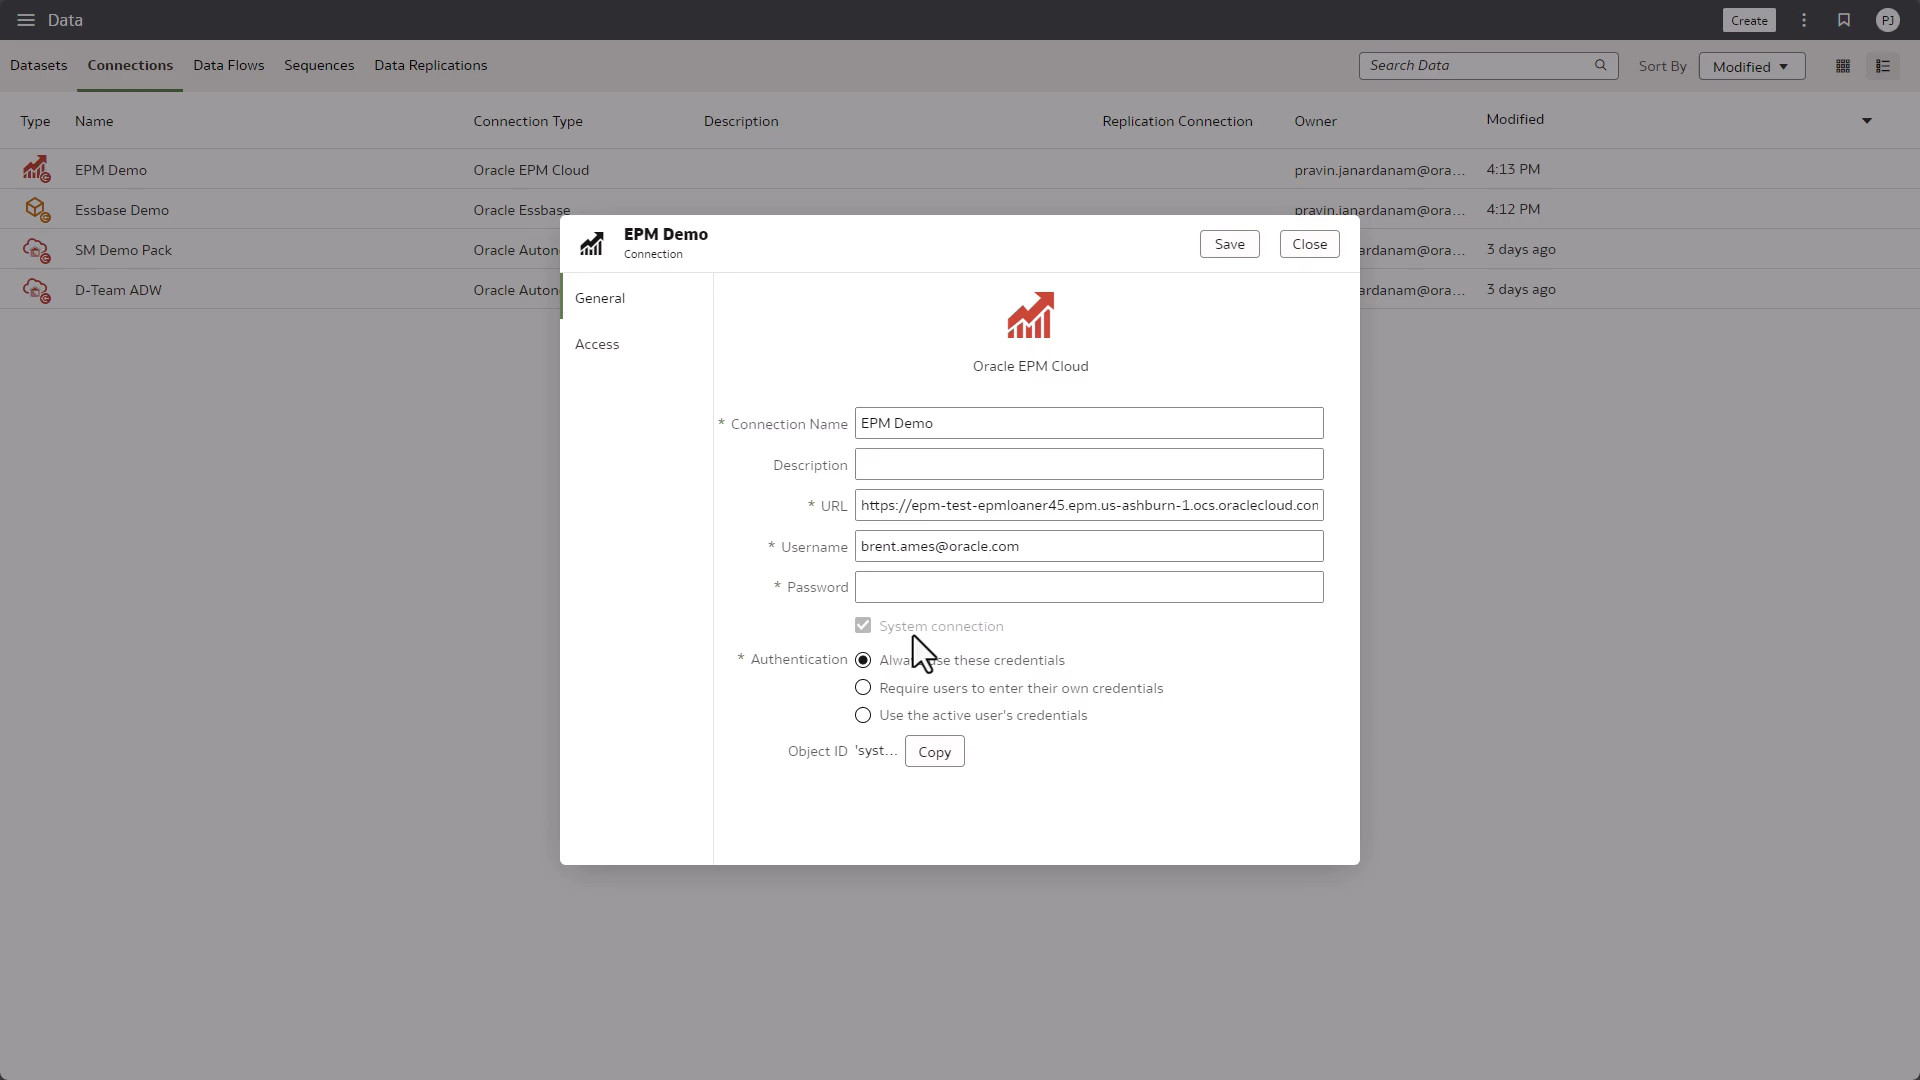 Data
Create
PJ
Datasets Connections Data Flows Sequences Data Replications
Search Data
Sort By
Modified
Type Name Connection Type Description Replication Connection Owner Modified
EPM Demo Oracle EPM Cloud pravin.janardanam@ora... 4:13 PM
Essbase Demo Oracle Essbase pravin.janardanam@ora... 4:12 PM
SM Demo Pack Oracle Auton ardanam@ora... 3 days ago
D-Team ADW Oracle Auton ardanam@ora... 3 days ago
EPM Demo
Connection
Save
Close
General
Access
Oracle EPM Cloud
* Connection Name EPM Demo
Description
* URL https://epm-test-epmloaner45.epm.us-ashburn-1.ocs.oraclecloud.con
* Username brent.ames@oracle.com
* Password
System connection
* Authentication these credentials
Require users to enter their own credentials
Use the active user's credentials
Object ID 'syst... Copy